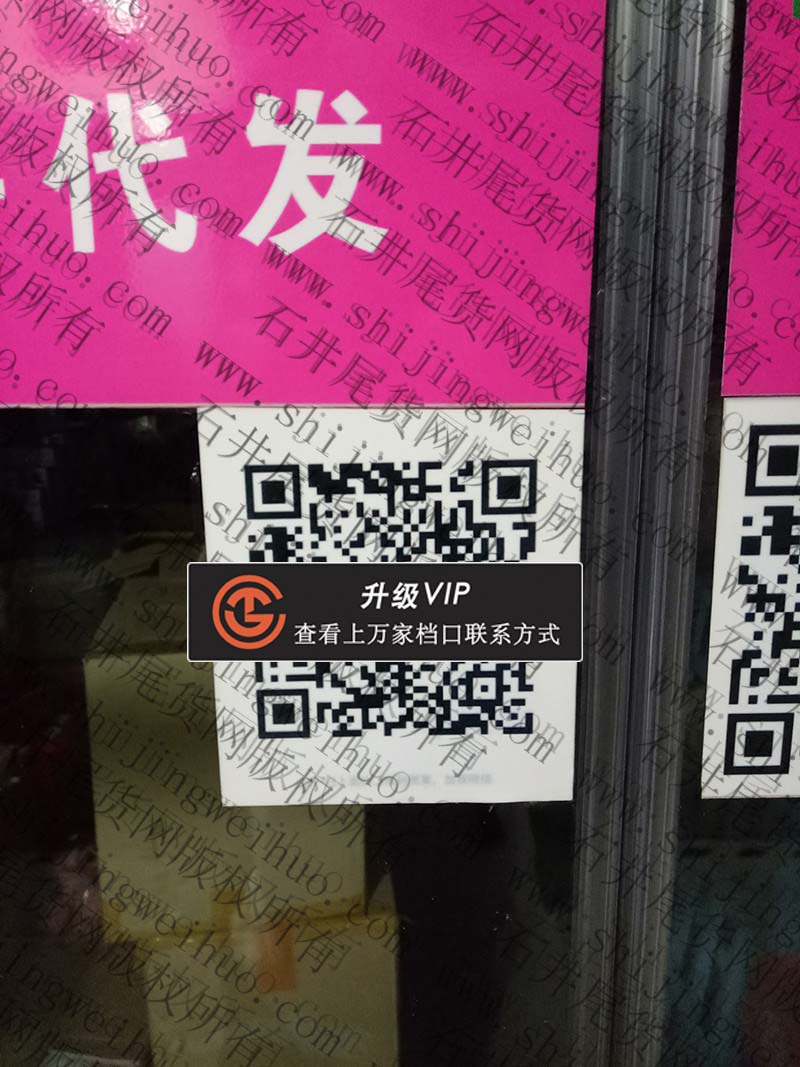 代发
升级VIP
查看上万家档口联系方式
www.shijingweihuo.com
石井尾货网版权所有